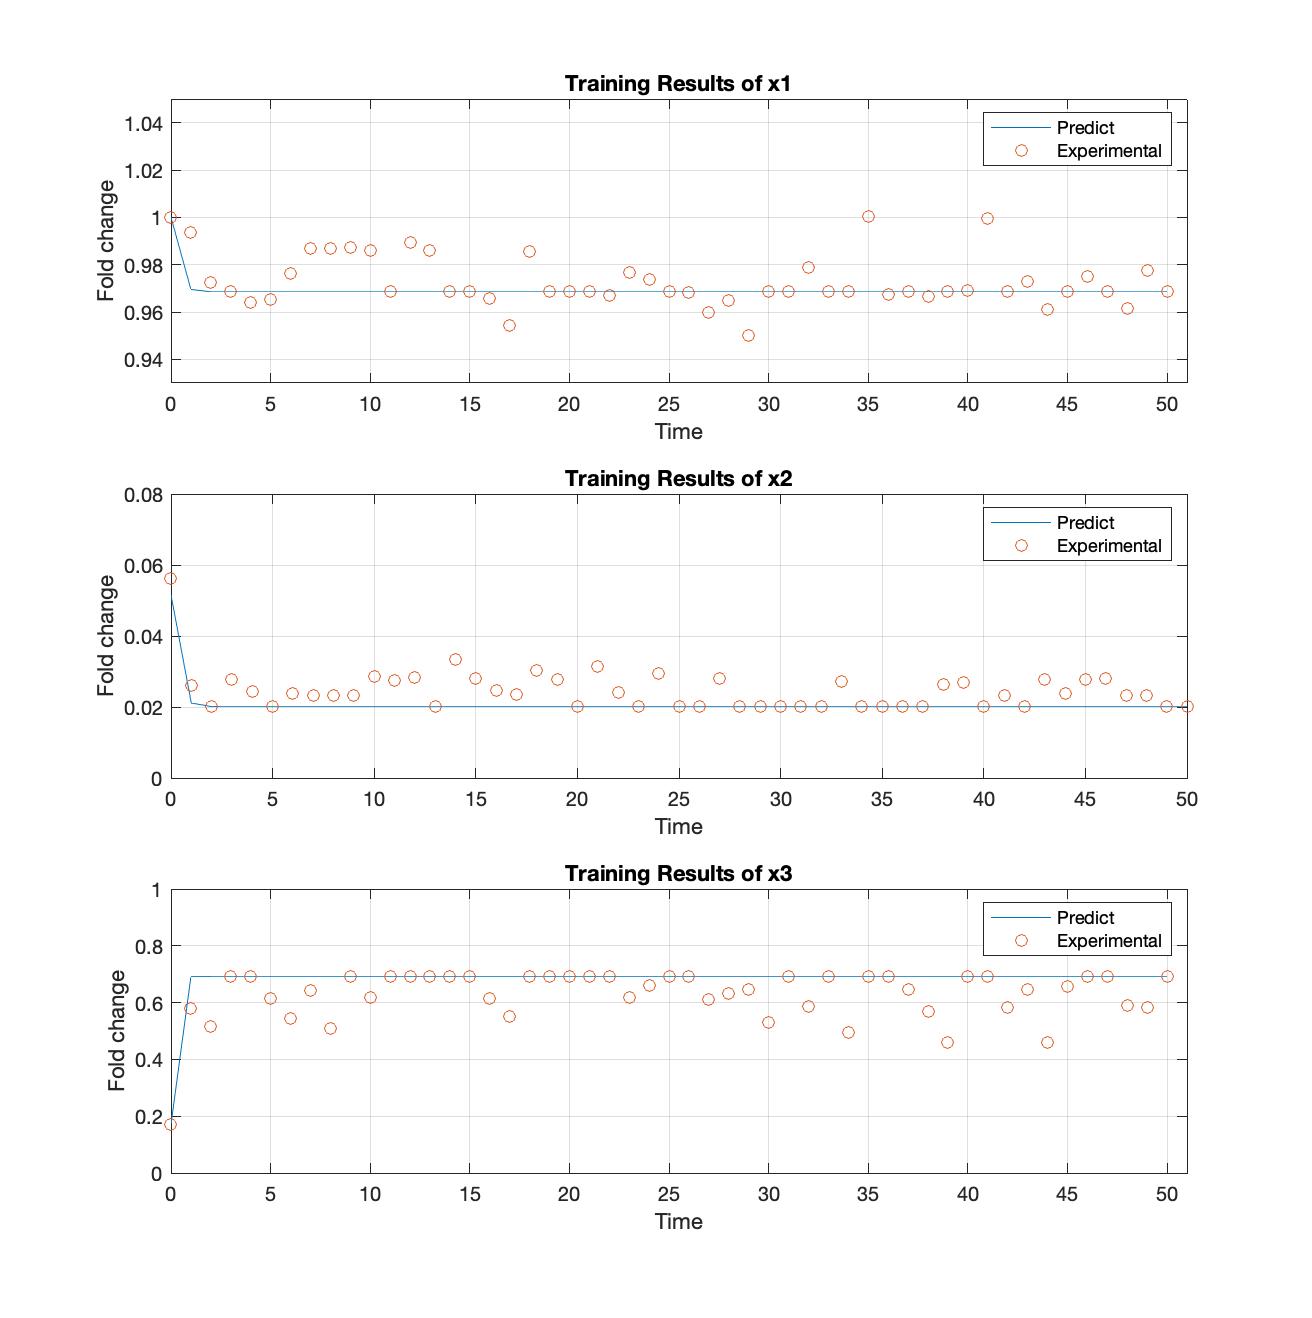 Training Results of x1
1.04
1.02
1
0.98
0.96
0.94
Fold change
Predict
Experimental
0 5 10 15 20 25 30 35 40 45 50
Time
Training Results of x2
0.08
0.06
0.04
0.02
0
Fold change
Predict
Experimental
0 5 10 15 20 25 30 35 40 45 50
Time
Training Results of x3
1
0.8
0.6
0.4
0.2
0
Fold change
Predict
Experimental
0 5 10 15 20 25 30 35 40 45 50
Time